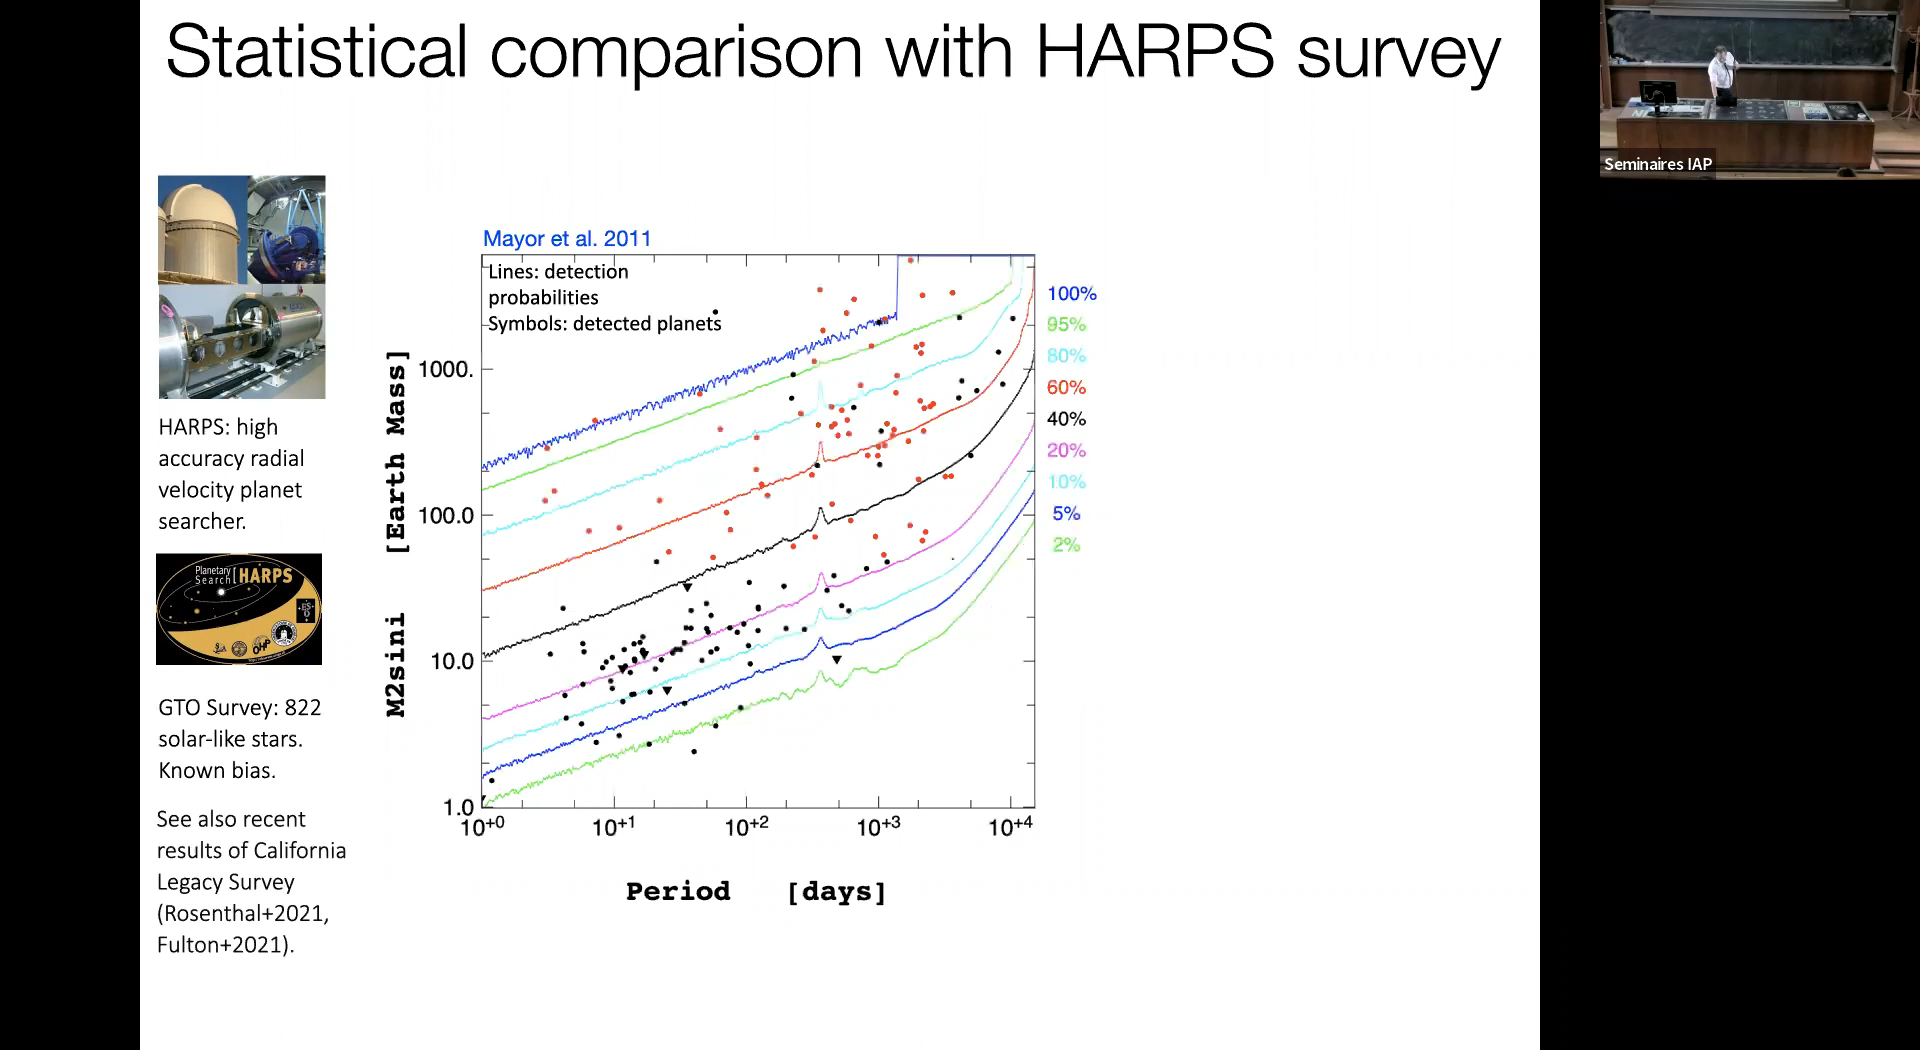 Statistical comparison with HARPS survey
Seminaires IAP
HARPS: high
accuracy radial
velocity planet
searcher.
Planetary
Search HARPS
ES
O
OHP
GTO Survey: 822
solar-like stars.
Known bias.
See also recent
results of California
Legacy Survey
(Rosenthal+2021,
Fulton+2021).
Mayor et al. 2011
Lines: detection
probabilities
Symbols: detected planets
M2sini [Earth Mass]
1000.
100.0
10.0
1.0
10+0
10+1
10+2
10+3
10+4
Period [days]
100%
95%
80%
60%
40%
20%
10%
5%
2%